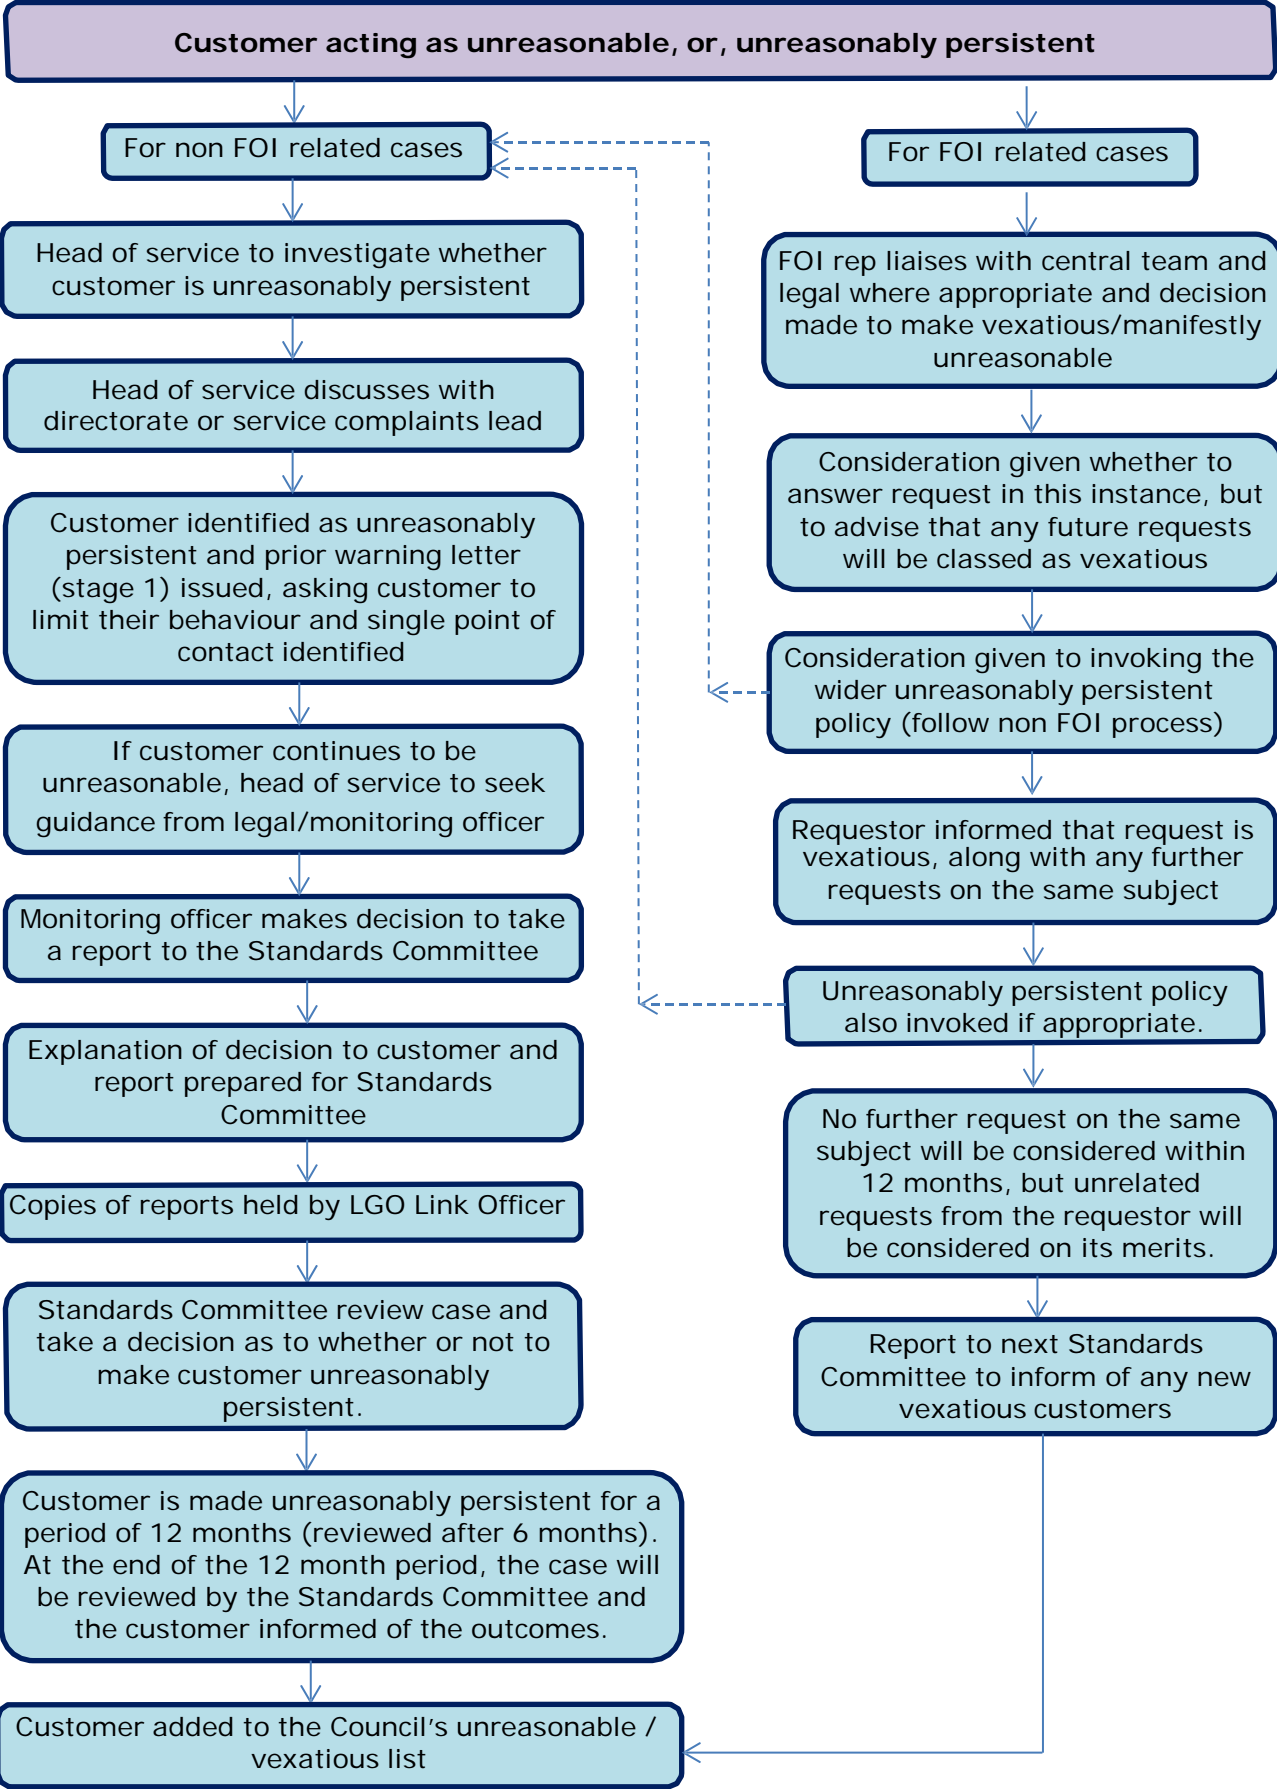 Customer acting as unreasonable, or, unreasonably persistent
For non FOI related cases
Head of service to investigate whether
customer is unreasonably persistent
Head of service discusses with
directorate or service complaints lead
Customer identified as unreasonably
persistent and prior warning letter
(stage 1) issued, asking customer to
limit their behaviour and single point of
contact identified
If customer continues to be
unreasonable, head of service to seek
guidance from legal/monitoring officer
Monitoring officer makes decision to take
a report to the Standards Committee
Explanation of decision to customer and
report prepared for Standards
Committee
Copies of reports held by LGO Link Officer
Standards Committee review case and
take a decision as to whether or not to
make customer unreasonably
persistent.
Customer is made unreasonably persistent for a
period of 12 months (reviewed after 6 months).
At the end of the 12 month period, the case will
be reviewed by the Standards Committee and
the customer informed of the outcomes.
Customer added to the Council’s unreasonable /
vexatious list
For FOI related cases
FOI rep liaises with central team and
legal where appropriate and decision
made to make vexatious/manifestly
unreasonable
Consideration given whether to
answer request in this instance, but
to advise that any future requests
will be classed as vexatious
Consideration given to invoking the
wider unreasonably persistent
policy (follow non FOI process)
Requestor informed that request is
vexatious, along with any further
requests on the same subject
Unreasonably persistent policy
also invoked if appropriate.
No further request on the same
subject will be considered within
12 months, but unrelated
requests from the requestor will
be considered on its merits.
Report to next Standards
Committee to inform of any new
vexatious customers